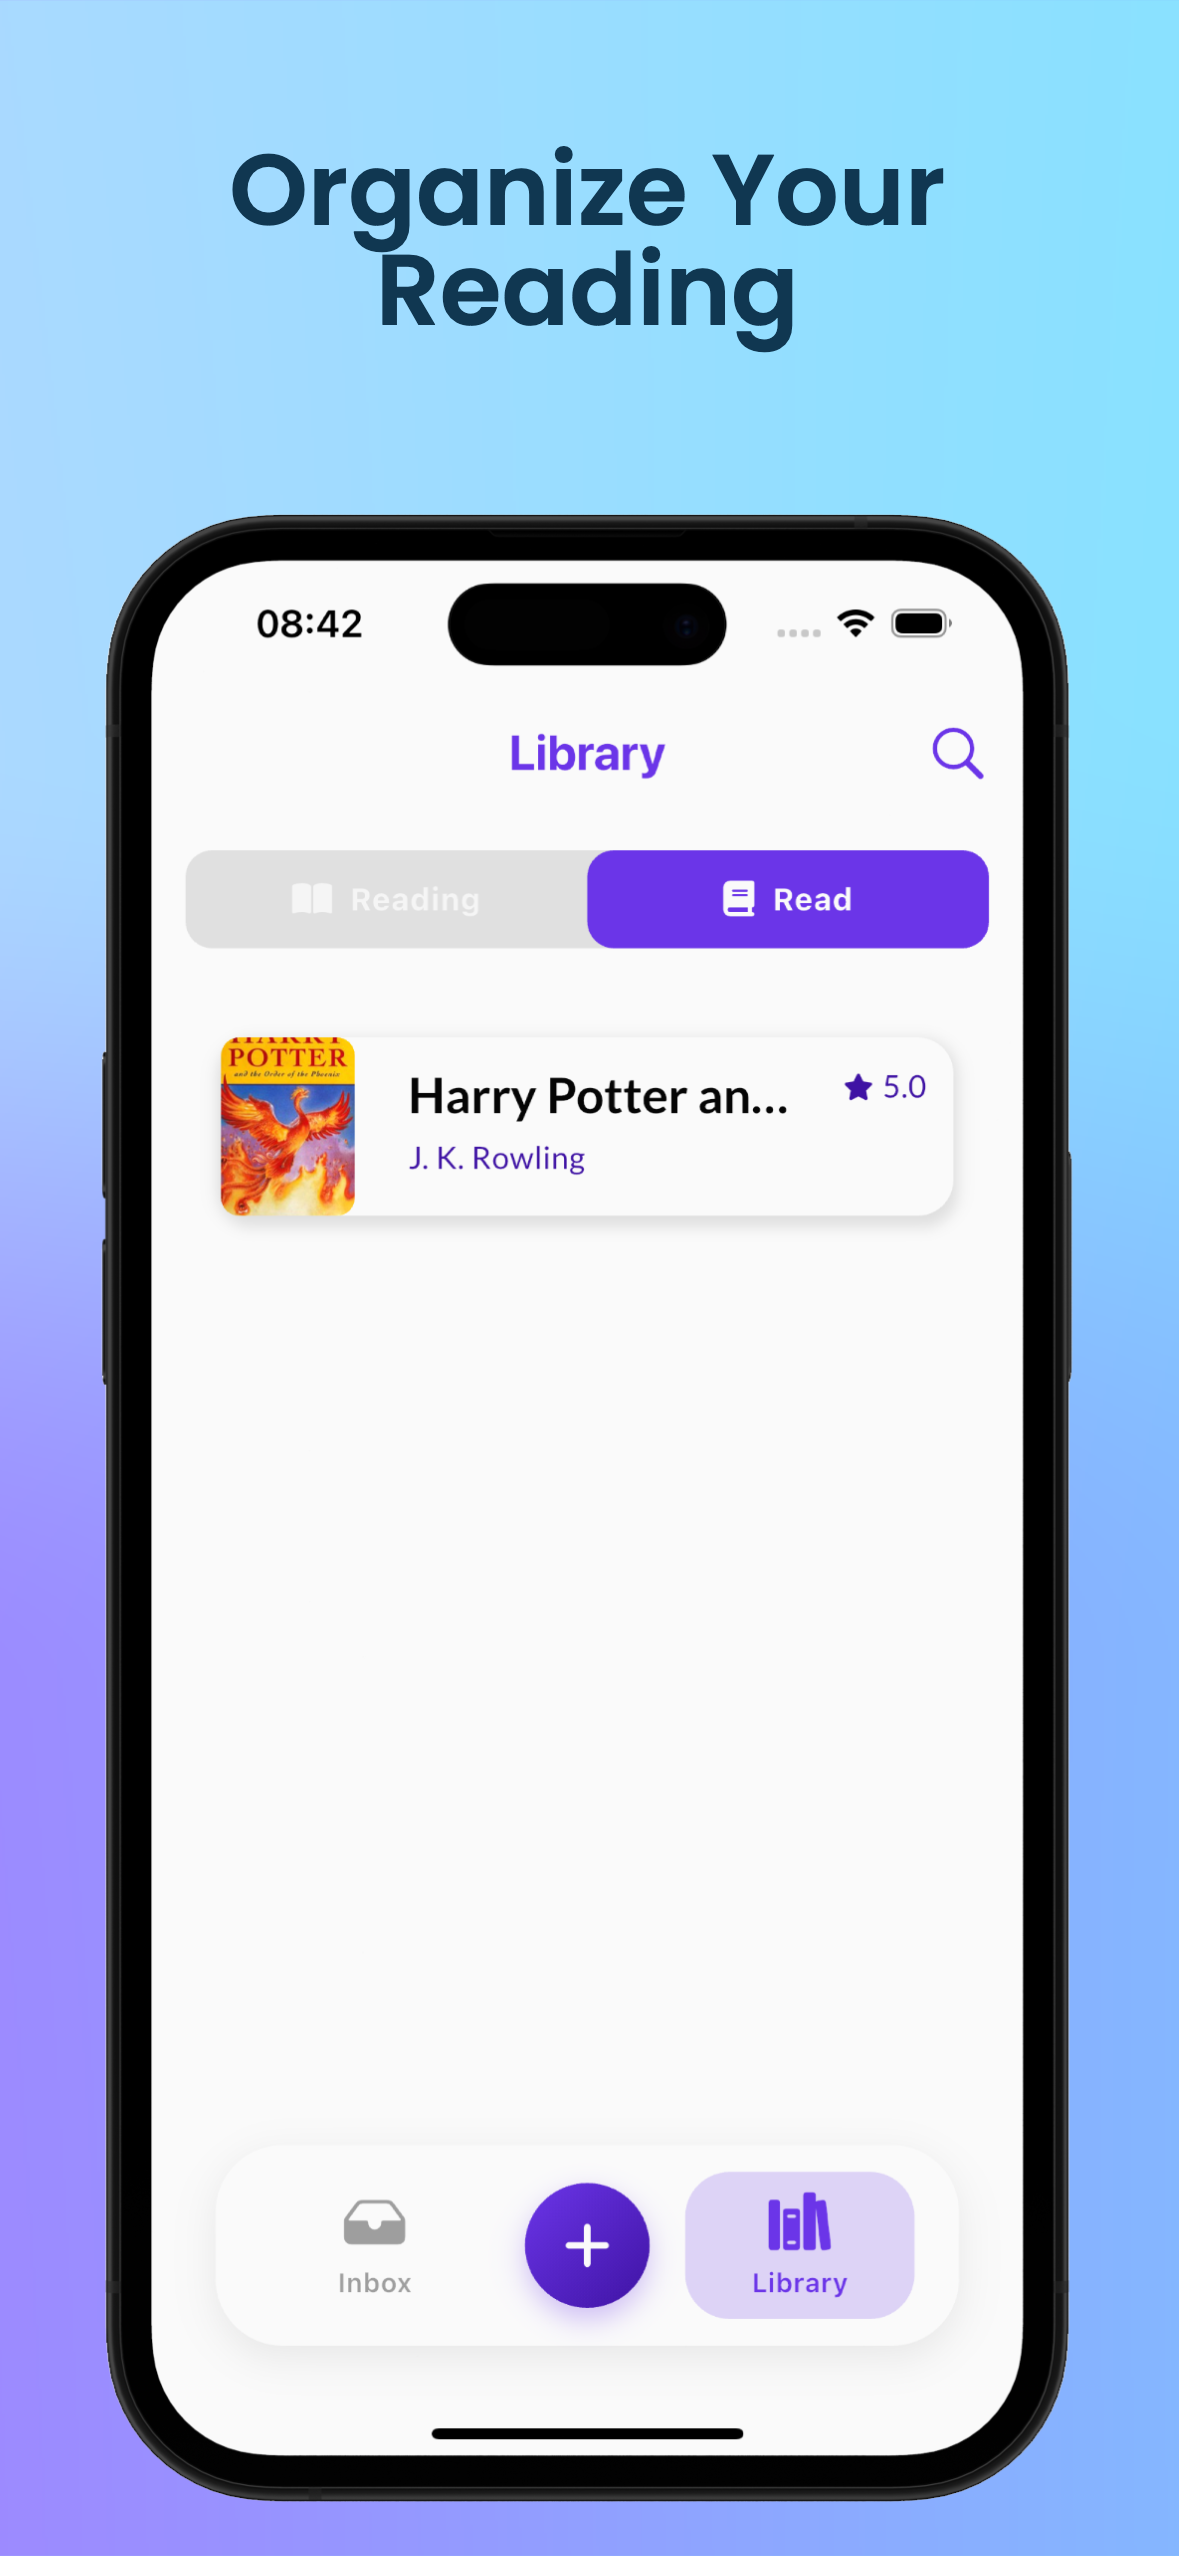 Organize Your
Reading
08:42
Library
Reading
Read
HARRY
POTTER
and the Order of the Phoenix
Harry Potter an...
5.0
J. K. Rowling
Inbox
Library